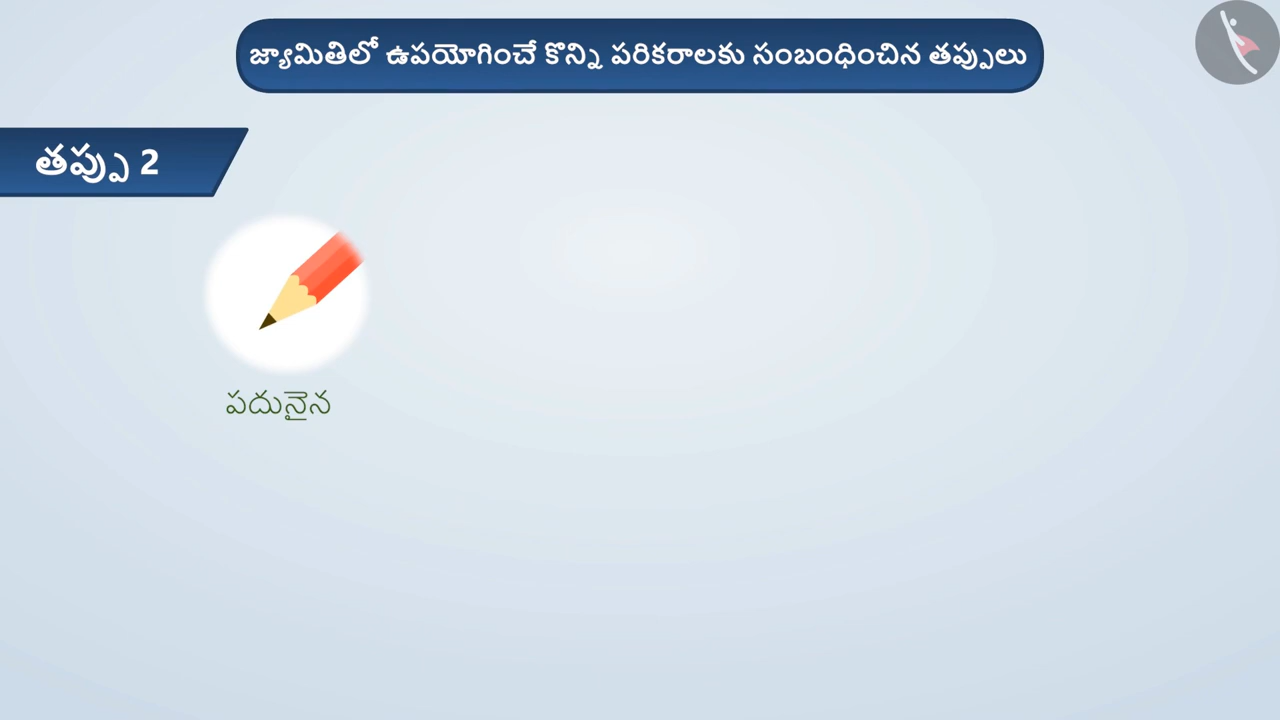 జ్యామితిలో ఉపయోగించే కొన్ని పరికరాలకు సంబంధించిన తప్పులు
తప్పు 2
పదునైన